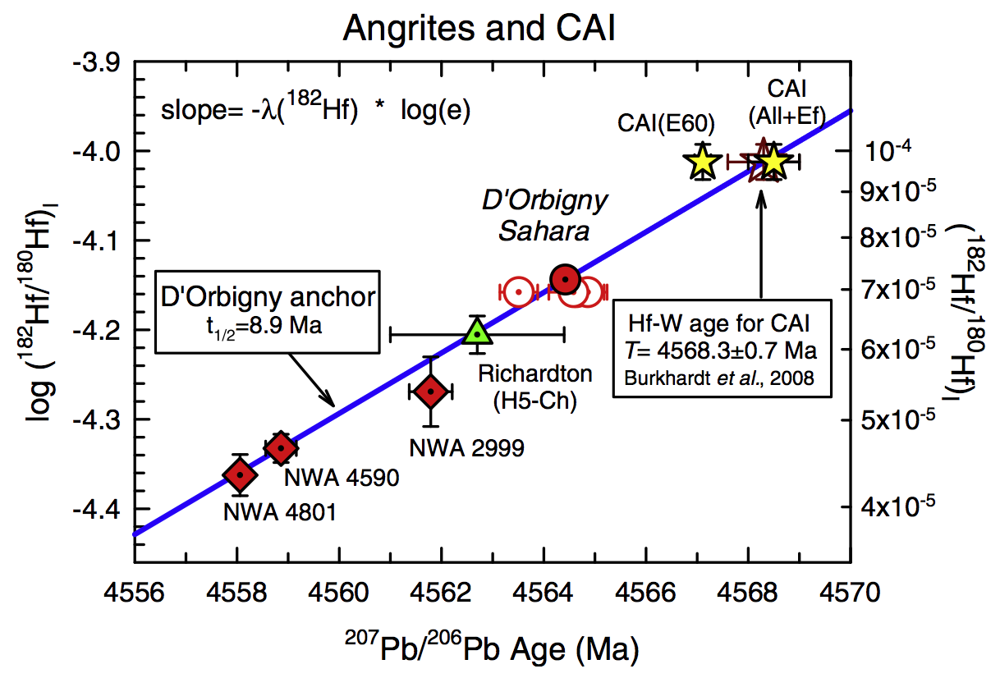 Angrites and CAI
slope= -λ(¹⁸²Hf) * log(e)
CAI
(All+Ef)
CAI(E60)
D'Orbigny
Sahara
D'Orbigny anchor
t₁/₂=8.9 Ma
Hf-W age for CAI
T= 4568.3±0.7 Ma
Burkhardt et al., 2008
Richardton
(H5-Ch)
NWA 2999
NWA 4590
NWA 4801
log (¹⁸²Hf/¹⁸⁰Hf)I
-3.9
-4.0
-4.1
-4.2
-4.3
-4.4
10⁻⁴
9x10⁻⁵
8x10⁻⁵
7x10⁻⁵
6x10⁻⁵
5x10⁻⁵
4x10⁻⁵
(¹⁸²Hf/¹⁸⁰Hf)I
4556 4558 4560 4562 4564 4566 4568 4570
²⁰⁷Pb/²⁰⁶Pb Age (Ma)